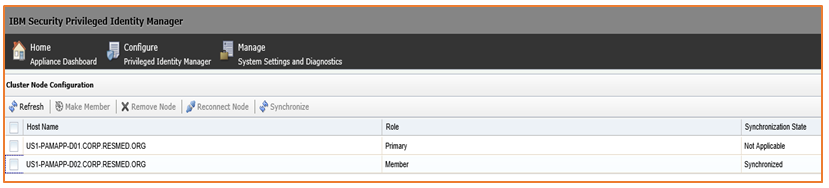 IBM Security Privileged Identity Manager
Home
Appliance Dashboard
Configure
Privileged Identity Manager
Manage
System Settings and Diagnostics
Cluster Node Configuration
Refresh Make Member Remove Node Reconnect Node Synchronize
Host Name Role Synchronization State
US1-PAMAPP-D01.CORP.RESMED.ORG Primary Not Applicable
US1-PAMAPP-D02.CORP.RESMED.ORG Member Synchronized